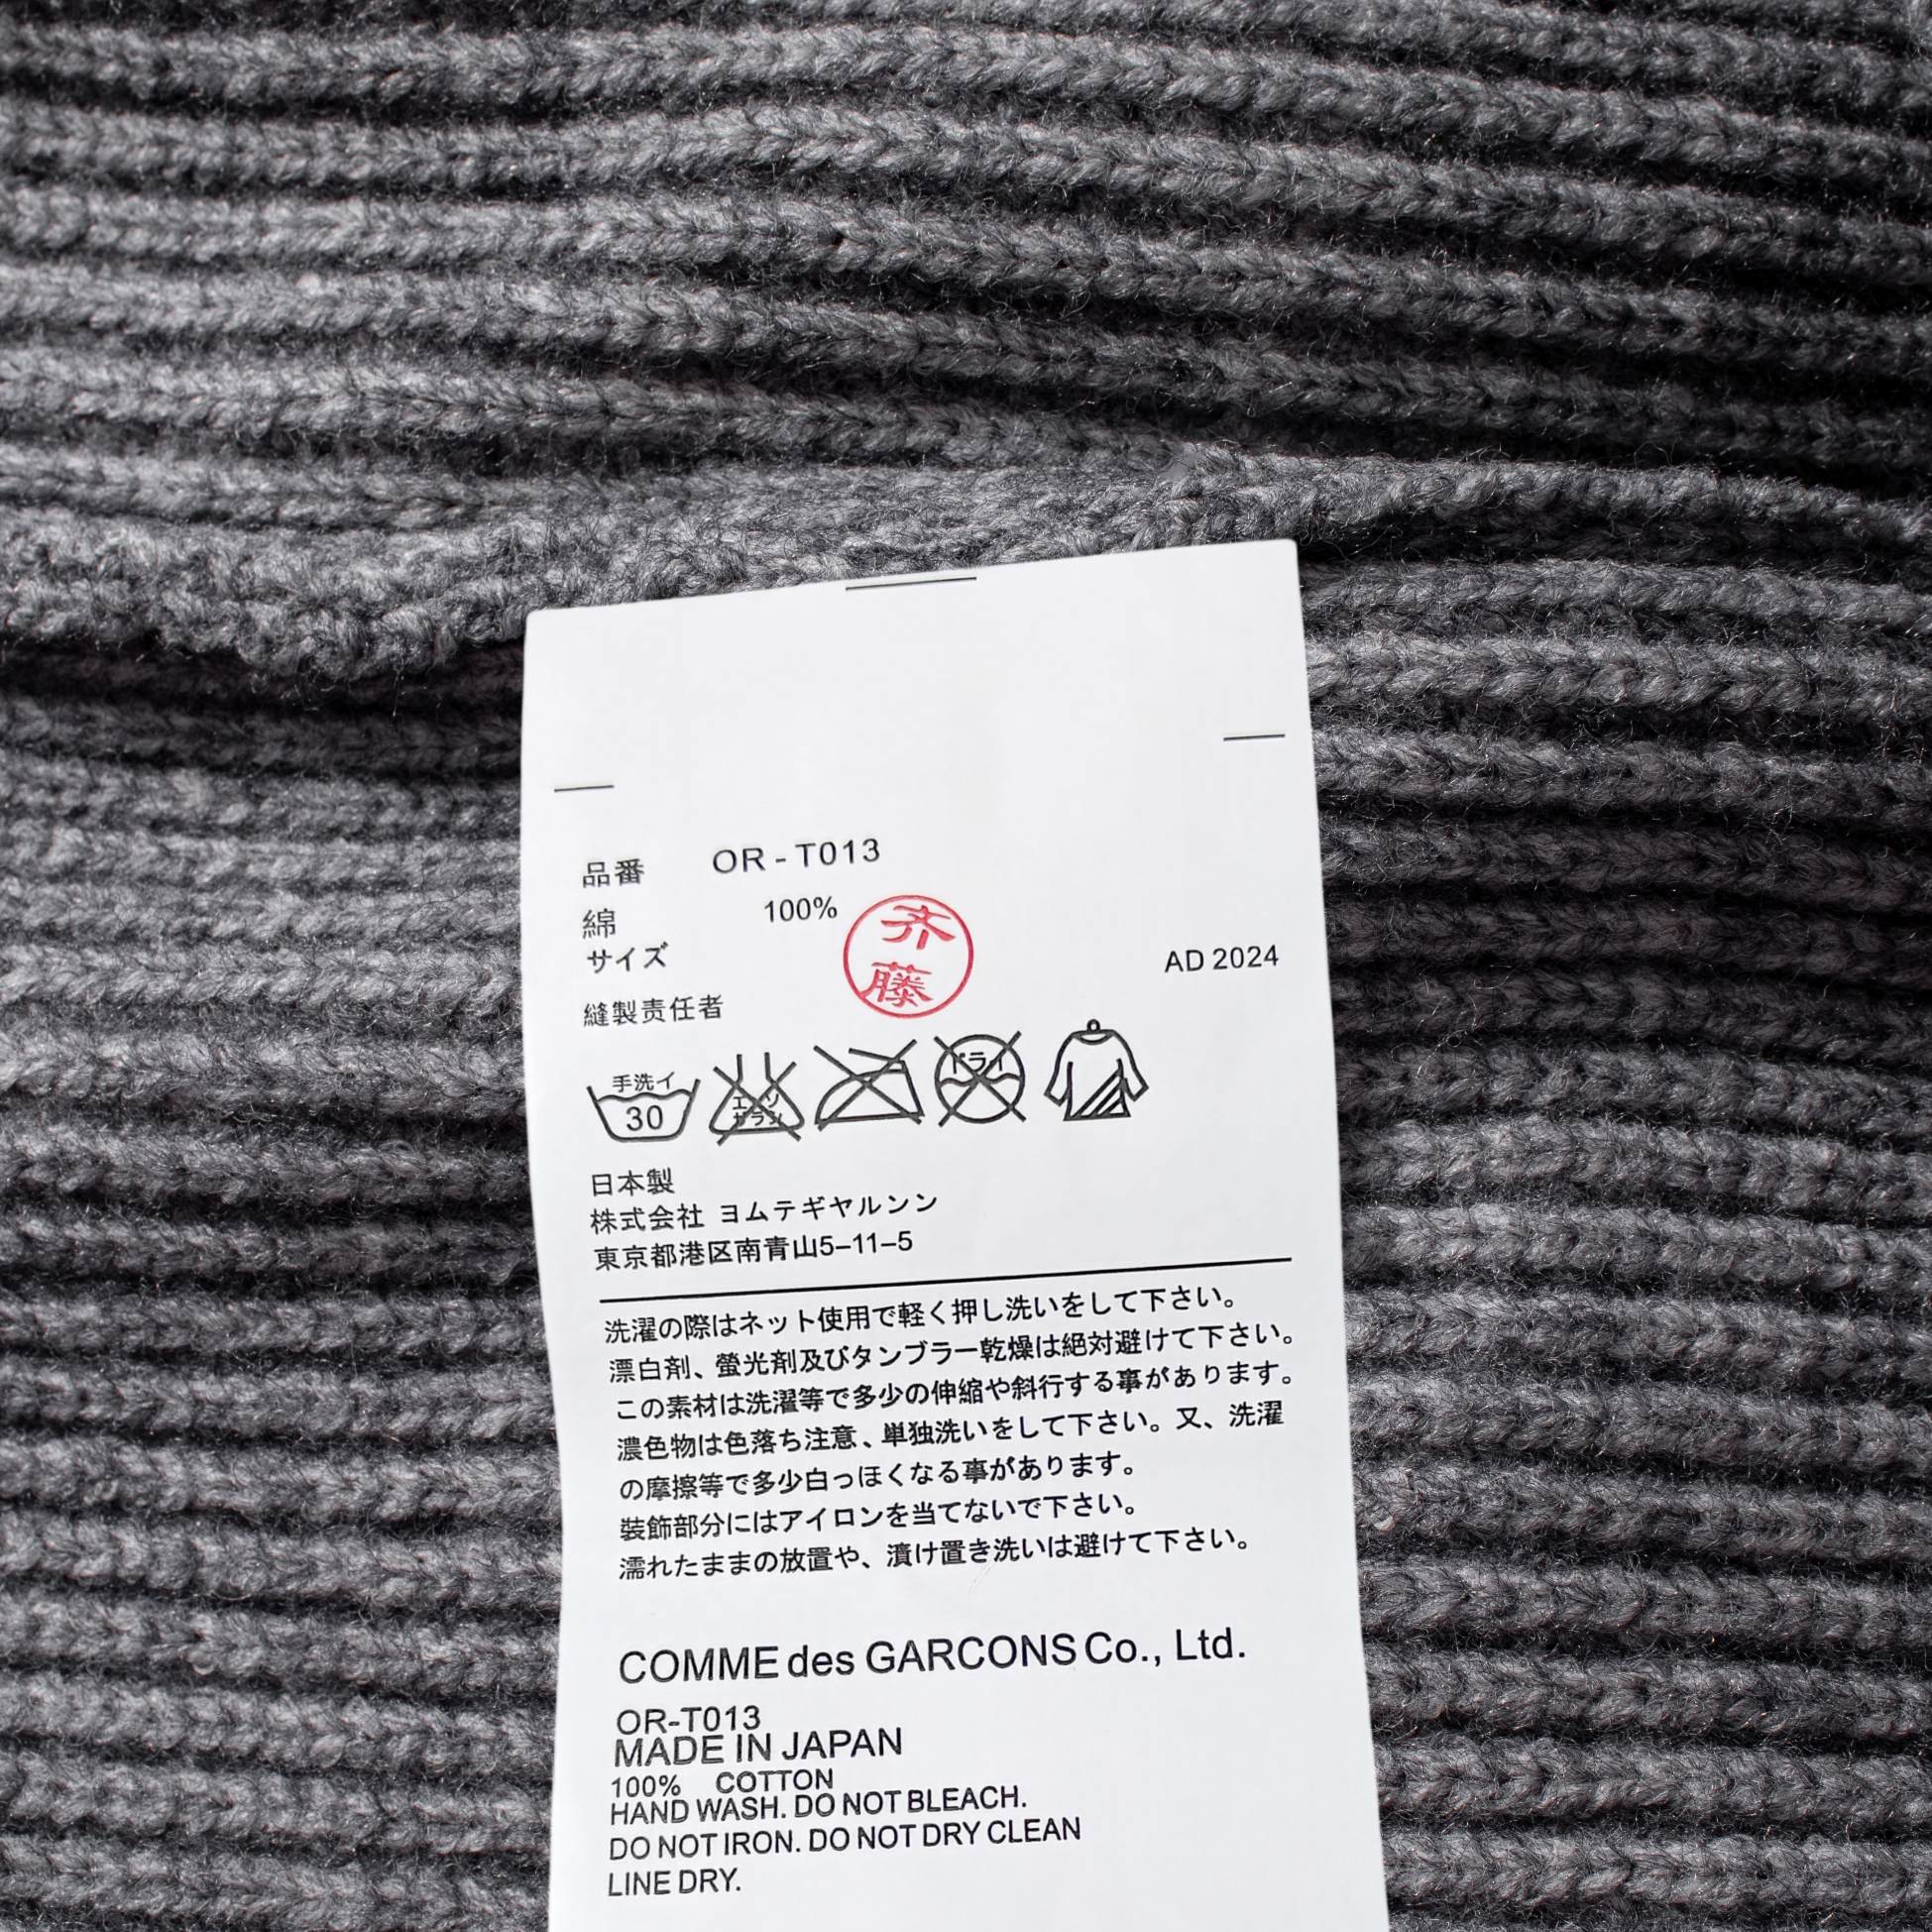 品番 OR - T013
綿 100%
サイズ AD 2024
縫製责任者
齐藤
手洗イ
30
日本製
株式会社 ヨムテギヤルンン
東京都港区南青山5–11–5
洗濯の際はネット使用で軽く押し洗いをして下さい。
漂白剤、螢光剤及びタンブラー乾燥は絶対避けて下さい。
この素材は洗濯等で多少の伸縮や斜行する事があります。
濃色物は色落ち注意、単独洗いをして下さい。又、洗濯
の摩擦等で多少白っほくなる事があります。
装飾部分にはアイロンを当てないで下さい。
濡れたままの放置や、漬け置き洗いは避けて下さい。
COMME des GARCONS Co., Ltd.
OR-T013
MADE IN JAPAN
100% COTTON
HAND WASH. DO NOT BLEACH.
DO NOT IRON. DO NOT DRY CLEAN
LINE DRY.